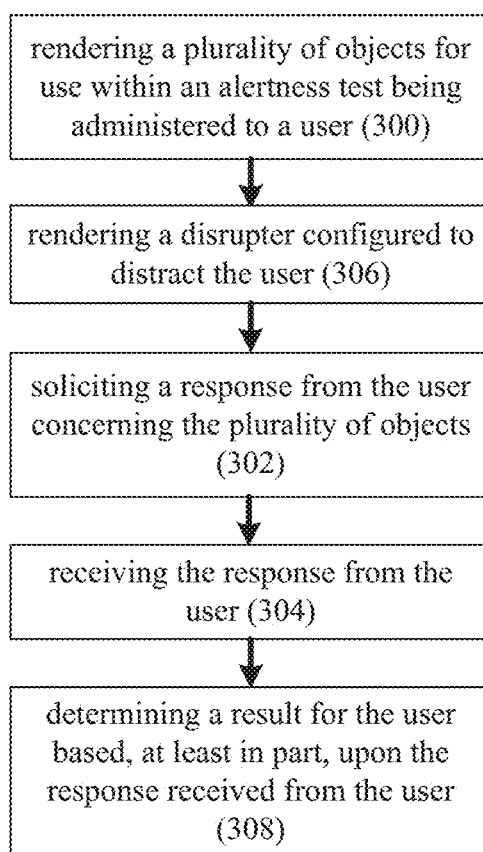 rendering a plurality of objects for
use within an alertness test being
administered to a user (300)
rendering a disrupter configured to
distract the user (306)
soliciting a response from the user
concerning the plurality of objects
(302)
receiving the response from the
user (304)
determining a result for the user
based, at least in part, upon the
response received from the user
(308)